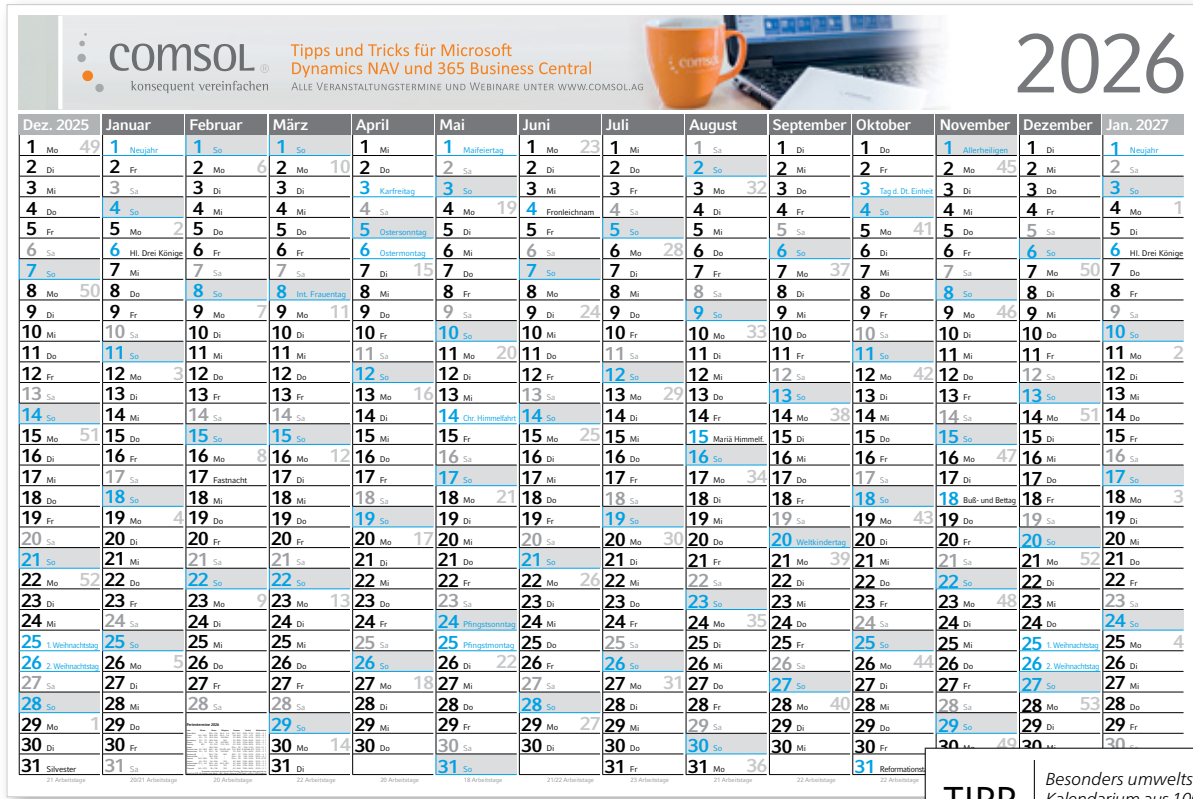 comsol ®
konsequent vereinfachen
Tipps und Tricks für Microsoft
Dynamics NAV und 365 Business Central
Alle Veranstaltungstermine und Webinare unter www.comsol.ag
comsol
2026
Dez. 2025 Januar Februar März April Mai Juni Juli August September Oktober November Dezember Jan. 2027
1 Mo 49 1 Neujahr 1 So 1 So 1 Mi 1 Maifeiertag 1 Mo 23 1 Mi 1 Sa 1 Di 1 Do 1 Allerheiligen 1 Di 1 Neujahr
2 Di 2 Fr 2 Mo 6 2 Mo 10 2 Do 2 Sa 2 Di 2 Do 2 So 2 Mi 2 Fr 2 Mo 45 2 Mi 2 Sa
3 Mi 3 Sa 3 Di 3 Di 3 Karfreitag 3 So 3 Mi 3 Fr 3 Mo 32 3 Do 3 Tag d. Dt. Einheit 3 Di 3 Do 3 So
4 Do 4 So 4 Mi 4 Mi 4 Sa 4 Mo 19 4 Fronleichnam 4 Sa 4 Di 4 Fr 4 So 4 Mi 4 Fr 4 Mo 1
5 Fr 5 Mo 2 5 Do 5 Do 5 Ostersonntag 5 Di 5 Fr 5 So 5 Mi 5 Sa 5 Mo 41 5 Do 5 Sa 5 Di
6 Sa 6 Hl. Drei Könige 6 Fr 6 Fr 6 Ostermontag 6 Mi 6 Sa 6 Mo 28 6 Do 6 So 6 Di 6 Fr 6 So 6 Hl. Drei Könige
7 So 7 Mi 7 Sa 7 Sa 7 Di 15 7 Do 7 So 7 Di 7 Fr 7 Mo 37 7 Mi 7 Sa 7 Mo 50 7 Do
8 Mo 50 8 Do 8 So 8 Int. Frauentag 8 Mi 8 Fr 8 Mo 8 Mi 8 Sa 8 Di 8 Do 8 So 8 Di 8 Fr
9 Di 9 Fr 9 Mo 7 9 Mo 11 9 Do 9 Sa 9 Di 24 9 Do 9 So 9 Mi 9 Fr 9 Mo 46 9 Mi 9 Sa
10 Mi 10 Sa 10 Di 10 Di 10 Fr 10 So 10 Mi 10 Fr 10 Mo 33 10 Do 10 Sa 10 Di 10 Do 10 So
11 Do 11 So 11 Mi 11 Mi 11 Sa 11 Mo 20 11 Do 11 Sa 11 Di 11 Fr 11 So 11 Mi 11 Fr 11 Mo 2
12 Fr 12 Mo 3 12 Do 12 Do 12 So 12 Di 12 Fr 12 So 12 Mi 12 Sa 12 Mo 42 12 Do 12 Sa 12 Di
13 Sa 13 Di 13 Fr 13 Fr 13 Mo 16 13 Mi 13 Sa 13 Mo 29 13 Do 13 So 13 Di 13 Fr 13 So 13 Mi
14 So 14 Mi 14 Sa 14 Sa 14 Di 14 Chr. Himmelfahrt 14 So 14 Di 14 Fr 14 Mo 38 14 Mi 14 Sa 14 Mo 51 14 Do
15 Mo 51 15 Do 15 So 15 So 15 Mi 15 Fr 15 Mo 25 15 Mi 15 Mariä Himmelf. 15 Di 15 Do 15 So 15 Di 15 Fr
16 Di 16 Fr 16 Mo 8 16 Mo 12 16 Do 16 Sa 16 Di 16 Do 16 So 16 Mi 16 Fr 16 Mo 47 16 Mi 16 Sa
17 Mi 17 Sa 17 Fastnacht 17 Di 17 Fr 17 So 17 Mi 17 Fr 17 Mo 34 17 Do 17 Sa 17 Di 17 Do 17 So
18 Do 18 So 18 Mi 18 Mi 18 Sa 18 Mo 21 18 Do 18 Sa 18 Di 18 Fr 18 So 18 Buß- und Bettag 18 Fr 18 Mo 3
19 Fr 19 Mo 4 19 Do 19 Do 19 So 19 Di 19 Fr 19 So 19 Mi 19 Sa 19 Mo 43 19 Do 19 Sa 19 Di
20 Sa 20 Di 20 Fr 20 Fr 20 Mo 17 20 Mi 20 Sa 20 Mo 30 20 Do 20 Weltkindertag 20 Di 20 Fr 20 So 20 Mi
21 So 21 Mi 21 Sa 21 Sa 21 Di 21 Do 21 So 21 Di 21 Fr 21 Mo 39 21 Mi 21 Sa 21 Mo 52 21 Do
22 Mo 52 22 Do 22 So 22 So 22 Mi 22 Fr 22 Mo 26 22 Mi 22 Sa 22 Di 22 Do 22 So 22 Di 22 Fr
23 Di 23 Fr 23 Mo 9 23 Mo 13 23 Do 23 Sa 23 Di 23 Do 23 So 23 Mi 23 Fr 23 Mo 48 23 Mi 23 Sa
24 Mi 24 Sa 24 Di 24 Di 24 Fr 24 Pfingstsonntag 24 Mi 24 Fr 24 Mo 35 24 Do 24 Sa 24 Di 24 Do 24 So
25 1. Weihnachtstag 25 So 25 Mi 25 Mi 25 Sa 25 Pfingstmontag 25 Do 25 Sa 25 Di 25 Fr 25 So 25 Mi 25 1. Weihnachtstag 25 Mo 4
26 2. Weihnachtstag 26 Mo 5 26 Do 26 Do 26 So 26 Di 22 26 Fr 26 So 26 Mi 26 Sa 26 Mo 44 26 Do 26 2. Weihnachtstag 26 Di
27 Sa 27 Di 27 Fr 27 Fr 27 Mo 18 27 Mi 27 Sa 27 Mo 31 27 Do 27 So 27 Di 27 Fr 27 So 27 Mi
28 So 28 Mi 28 Sa 28 Sa 28 Di 28 Do 28 So 28 Di 28 Fr 28 Mo 40 28 Mi 28 Sa 28 Mo 53 28 Do
29 Mo 1 29 Do Ferientermine 2026 29 So 29 Mi 29 Fr 29 Mo 27 29 Mi 29 Sa 29 Di 29 Do 29 So 29 Di 29 Fr
30 Di 30 Fr 30 Mo 14 30 Do 30 Sa 30 Di 30 Do 30 So 30 Mi 30 Fr 30 Mo 49 30 Mi 30
31 Silvester 31 Sa 31 Di 31 So 31 Fr 31 Mo 36 31 Reformationst
21 Arbeitstage 20/21 Arbeitstage 20 Arbeitstage 22 Arbeitstage 20 Arbeitstage 18 Arbeitstage 21/22 Arbeitstage 23 Arbeitstage 21 Arbeitstage 22 Arbeitstage
TIPP
Besonders umwelts
Kalendarium aus 10